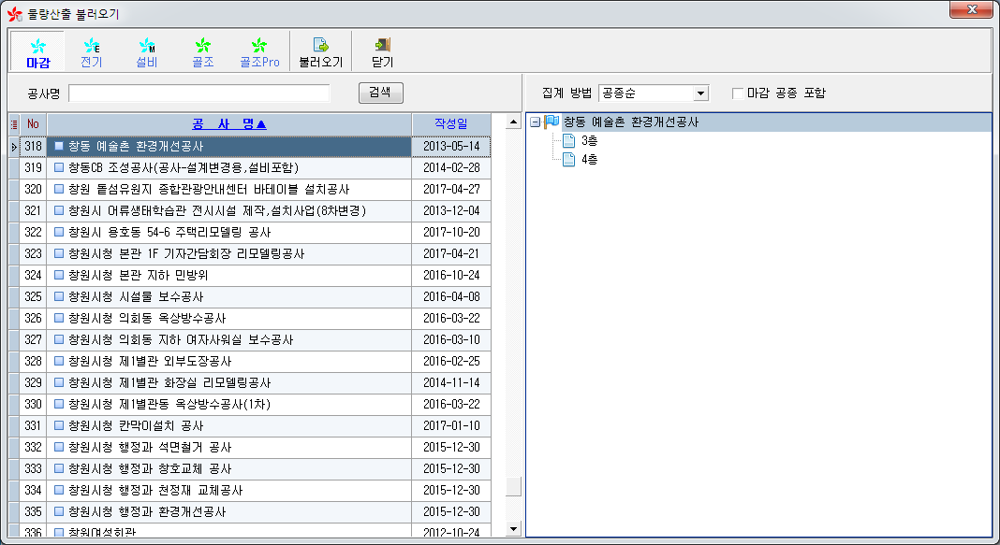 물량산출 불러오기
마감 전기 설비 골조 골조Pro 불러오기 닫기
공사명 검색 집계 방법 공종순 마감 공종 포함
No 공 사 명▲ 작성일
318 창동 예술촌 환경개선공사 2013-05-14
319 창동CB 조성공사(공사-설계변경용,설비포함) 2014-02-28
320 창원 돝섬유원지 종합관광안내센터 바테이블 설치공사 2017-04-27
321 창원시 어류생태학습관 전시시설 제작,설치사업(8차변경) 2013-12-04
322 창원시 용호동 54-6 주택리모델링 공사 2017-10-20
323 창원시청 본관 1F 기자간담회장 리모델링공사 2017-04-21
324 창원시청 본관 지하 민방위 2016-10-24
325 창원시청 시설물 보수공사 2016-04-08
326 창원시청 의회동 옥상방수공사 2016-03-22
327 창원시청 의회동 지하 여자샤워실 보수공사 2016-03-10
328 창원시청 제1별관 외부도장공사 2016-02-25
329 창원시청 제1별관 화장실 리모델링공사 2014-11-14
330 창원시청 제1별관동 옥상방수공사(1차) 2016-03-22
331 창원시청 칸막이설치 공사 2017-01-10
332 창원시청 행정과 석면철거 공사 2015-12-30
333 창원시청 행정과 창호교체 공사 2015-12-30
334 창원시청 행정과 천정재 교체공사 2015-12-30
335 창원시청 행정과 환경개선공사 2015-12-30
336 창원여성회관 2012-10-24
창동 예술촌 환경개선공사
3층
4층